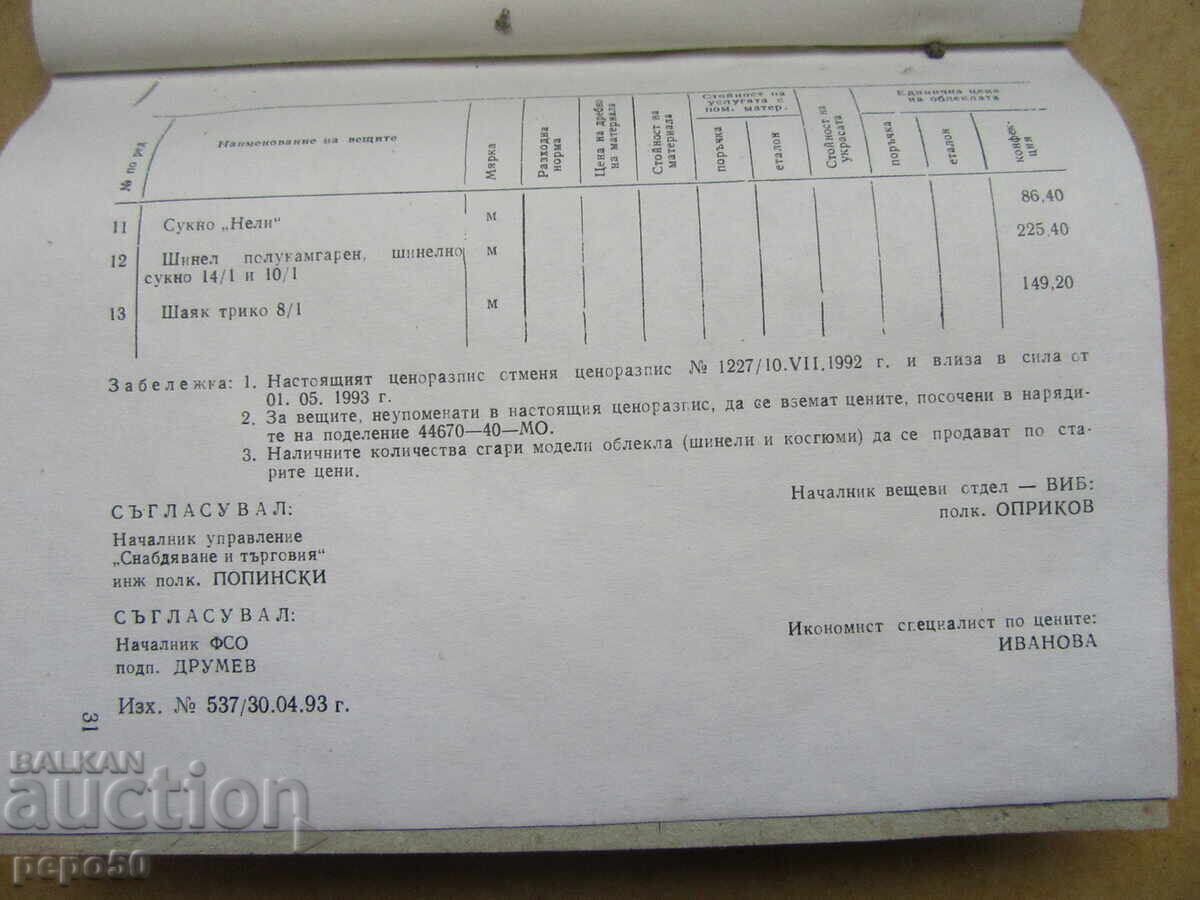 № по ред
Наименование на вещите
Мярка
Разходна норма
Цена на дребно на материала
Стойност на материала
Стойност на услугата с пом. матер.
поръчка
еталон
Стойност на украсата
Единична цена на облеклата
поръчка
еталон
конфек-
ция
11 Сукно „Нели“ м 86,40
12 Шинел полукамгарен, шинелно м 225,40
сукно 14/1 и 10/1
13 Шаяк трико 8/1 м 149,20
Забележка: 1. Настоящият ценоразпис отменя ценоразпис № 1227/10.VII.1992 г. и влиза в сила от
01. 05. 1993 г.
2. За вещите, неупоменати в настоящия ценоразпис, да се вземат цените, посочени в наряди-
те на поделение 44670—40—МО.
3. Наличните количества стари модели облекла (шинели и костюми) да се продават по ста-
рите цени.
СЪГЛАСУВАЛ:
Началник управление
„Снабдяване и търговия“
инж полк. ПОПИНСКИ
Началник вещеви отдел — ВИБ:
полк. ОПРИКОВ
СЪГЛАСУВАЛ:
Началник ФСО
подп. ДРУМЕВ
Икономист специалист по цените:
ИВАНОВА
Изх. № 537/30.04.93 г.
31
BALKAN
auction
pepo50